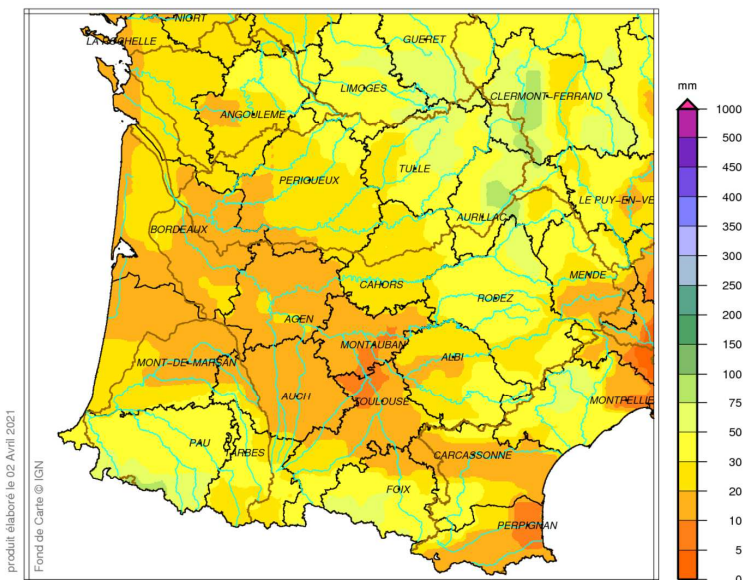 NIORT
LA ROCHELLE
GUERET
LIMOGES
CLERMONT-FERRAND
ANGOULEME
TULLE
PERIGUEUX
LE PUY-EN-VE
AURILLAC
BORDEAUX
MENDE
CAHORS
RODEZ
AGEN
MONTAUBAN
ALBI
MONT-DE-MARSAN
AUCH
TOULOUSE
MONTPELLIE
PAU
TARBES
CARCASSONNE
FOIX
PERPIGNAN
mm
1000
500
450
400
350
300
250
200
150
100
75
50
30
20
10
5
0
produit élaboré le 02 Avril 2021
Fond de Carte © IGN